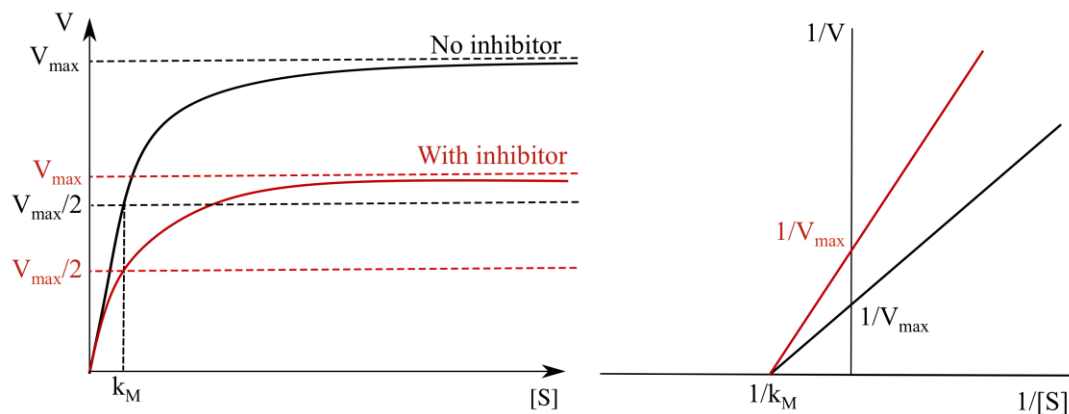 V
No inhibitor
Vmax
With inhibitor
Vmax
Vmax/2
Vmax/2
kM
[S]
1/V
1/Vmax
1/Vmax
1/kM
1/[S]